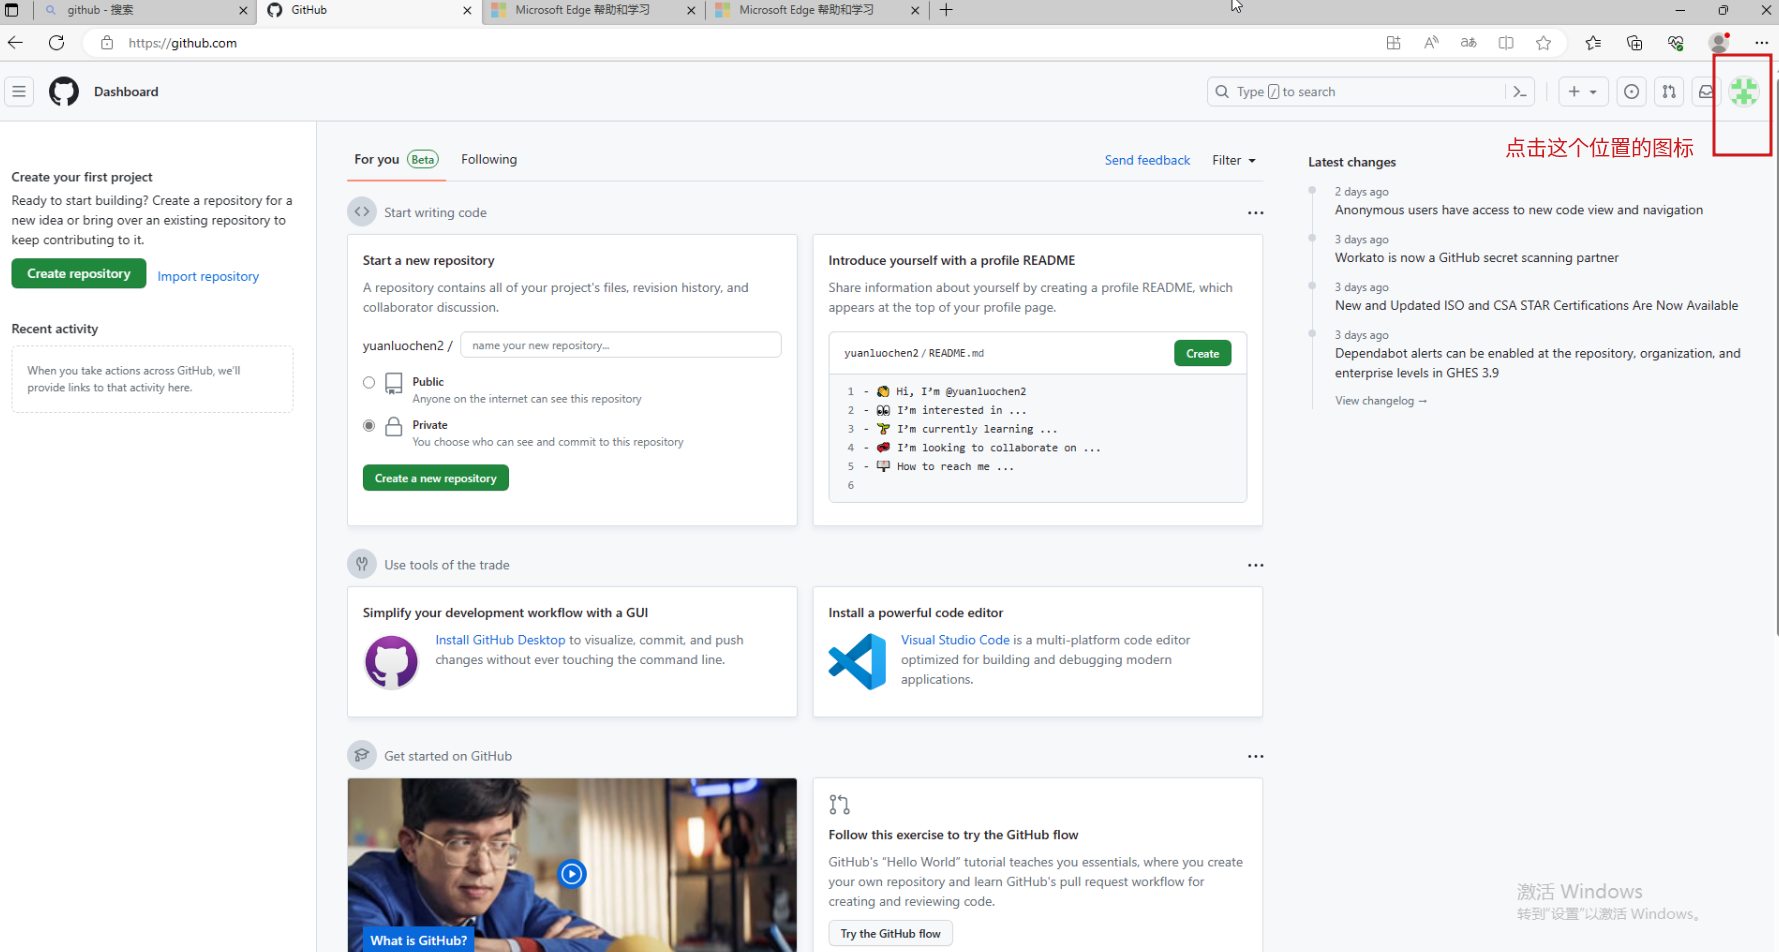 github - 搜索
GitHub
Microsoft Edge 帮助和学习
Microsoft Edge 帮助和学习
https://github.com
Dashboard
Type / to search
点击这个位置的图标
Create your first project
Ready to start building? Create a repository for a
new idea or bring over an existing repository to
keep contributing to it.
Create repository
Import repository
Recent activity
When you take actions across GitHub, we'll
provide links to that activity here.
For you Beta
Following
Send feedback
Filter
Start writing code
Start a new repository
A repository contains all of your project's files, revision history, and
collaborator discussion.
yuanluochen2 /
name your new repository...
Public
Anyone on the internet can see this repository
Private
You choose who can see and commit to this repository
Create a new repository
Introduce yourself with a profile README
Share information about yourself by creating a profile README, which
appears at the top of your profile page.
yuanluochen2 / README.md
Create
1 - 👋 Hi, I'm @yuanluochen2
2 - 👀 I'm interested in ...
3 - 🌱 I'm currently learning ...
4 - 💞️ I'm looking to collaborate on ...
5 - 📫 How to reach me ...
6
Use tools of the trade
Simplify your development workflow with a GUI
Install GitHub Desktop to visualize, commit, and push
changes without ever touching the command line.
Install a powerful code editor
Visual Studio Code is a multi-platform code editor
optimized for building and debugging modern
applications.
Get started on GitHub
What is GitHub?
Follow this exercise to try the GitHub flow
GitHub's "Hello World" tutorial teaches you essentials, where you create
your own repository and learn GitHub's pull request workflow for
creating and reviewing code.
Try the GitHub flow
Latest changes
2 days ago
Anonymous users have access to new code view and navigation
3 days ago
Workato is now a GitHub secret scanning partner
3 days ago
New and Updated ISO and CSA STAR Certifications Are Now Available
3 days ago
Dependabot alerts can be enabled at the repository, organization, and
enterprise levels in GHES 3.9
View changelog →
激活 Windows
转到"设置"以激活 Windows。